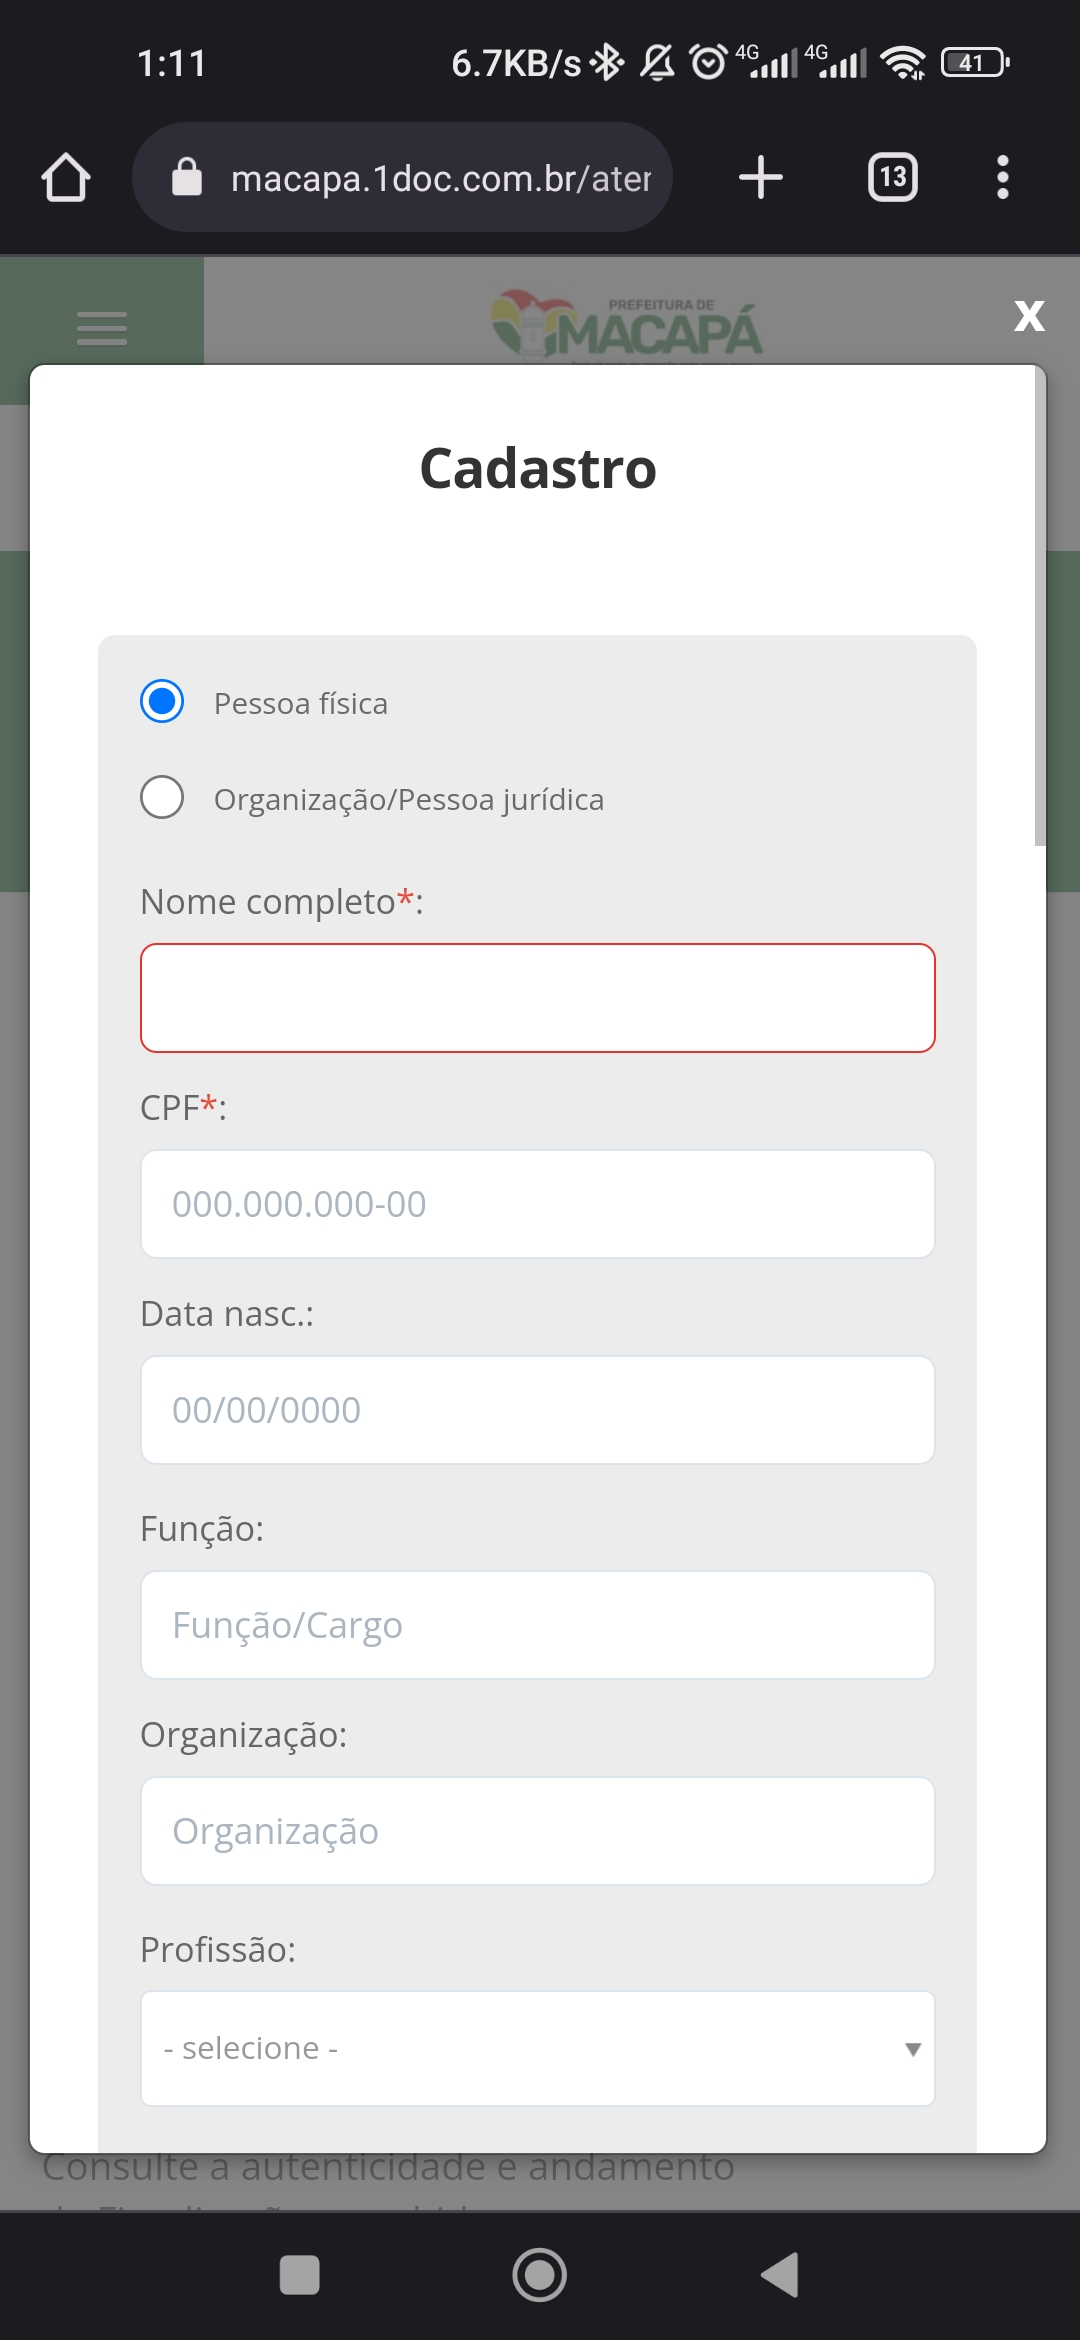 1:11 6.7KB/s 4G 4G 41
macapa.1doc.com.br/ater 13
PREFEITURA DE
MACAPÁ
X
Cadastro
Pessoa física
Organização/Pessoa jurídica
Nome completo*:
CPF*:
000.000.000-00
Data nasc.:
00/00/0000
Função:
Função/Cargo
Organização:
Organização
Profissão:
- selecione -
Consulte a autenticidade e andamento